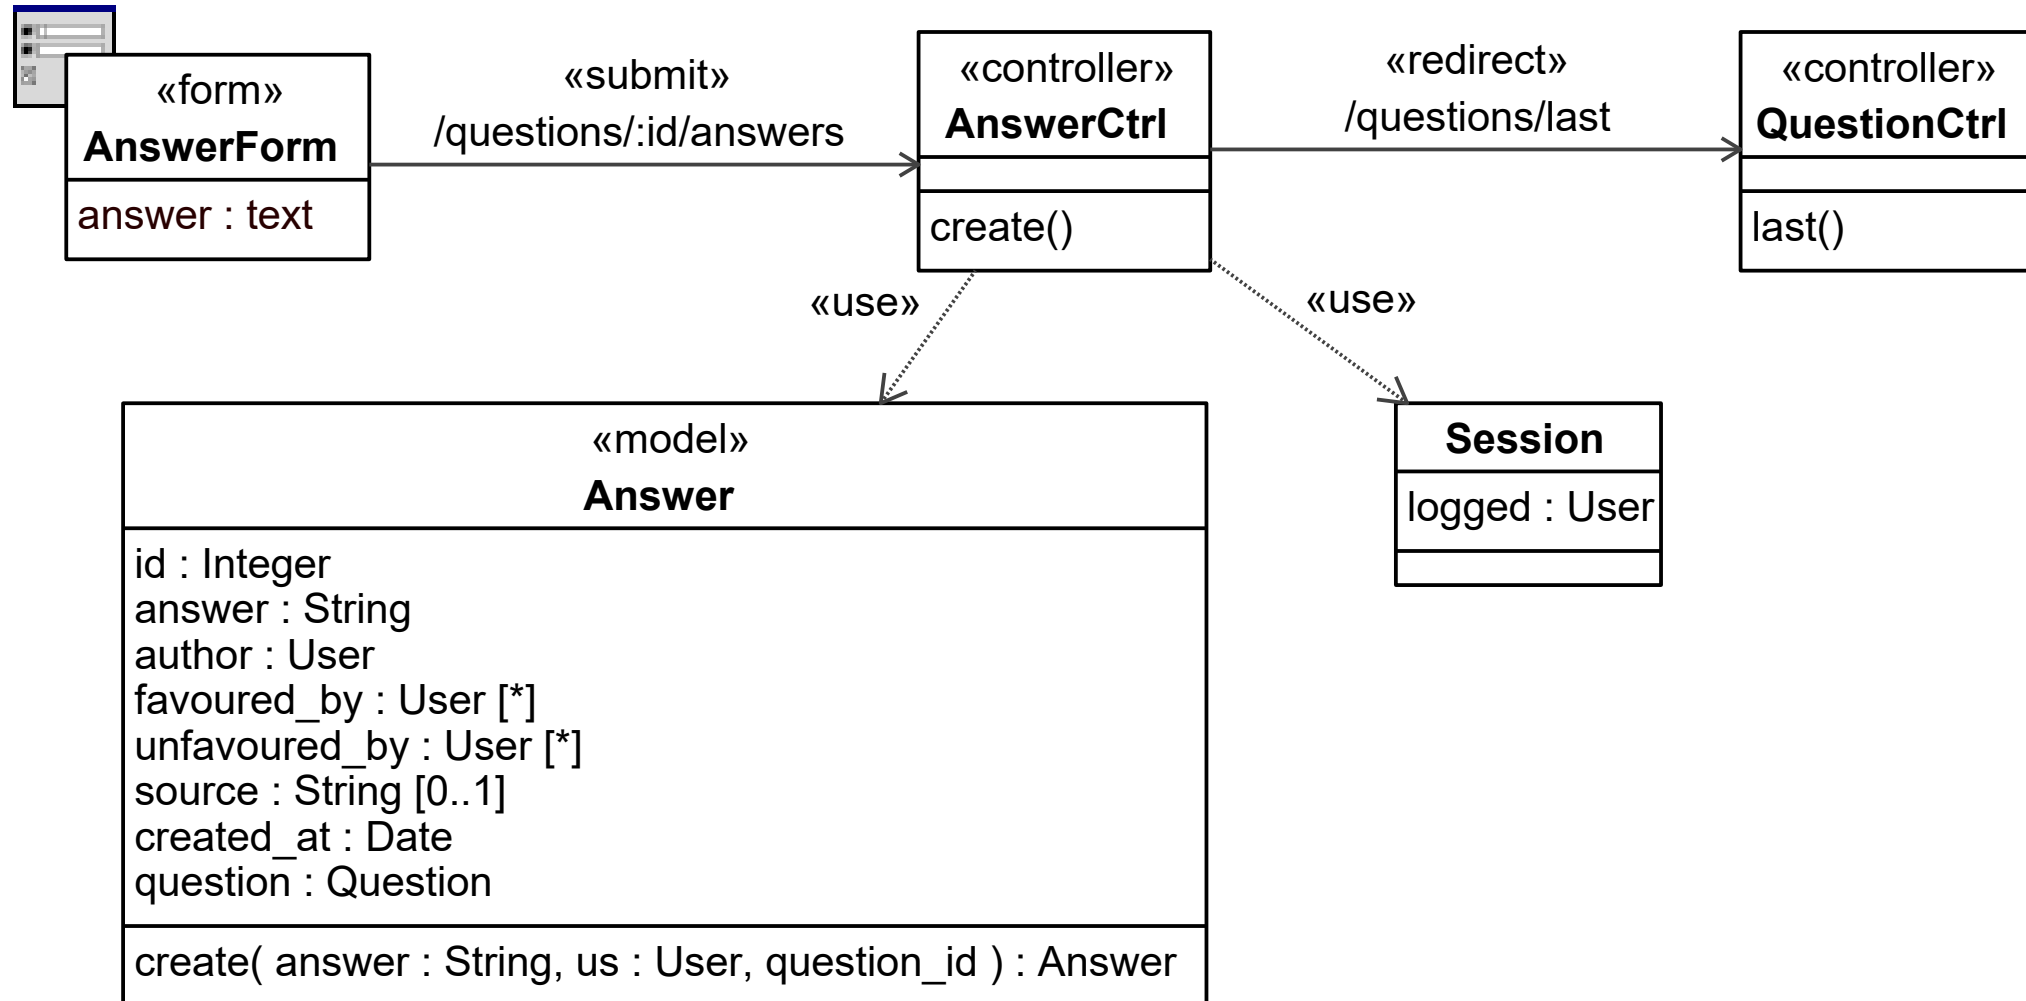 «form»
AnswerForm
answer : text
«submit»
/questions/:id/answers
«controller»
AnswerCtrl
create()
«redirect»
/questions/last
«controller»
QuestionCtrl
last()
«use»
«use»
«model»
Answer
id : Integer
answer : String
author : User
favoured_by : User [*]
unfavoured_by : User [*]
source : String [0..1]
created_at : Date
question : Question
create( answer : String, us : User, question_id ) : Answer
Session
logged : User